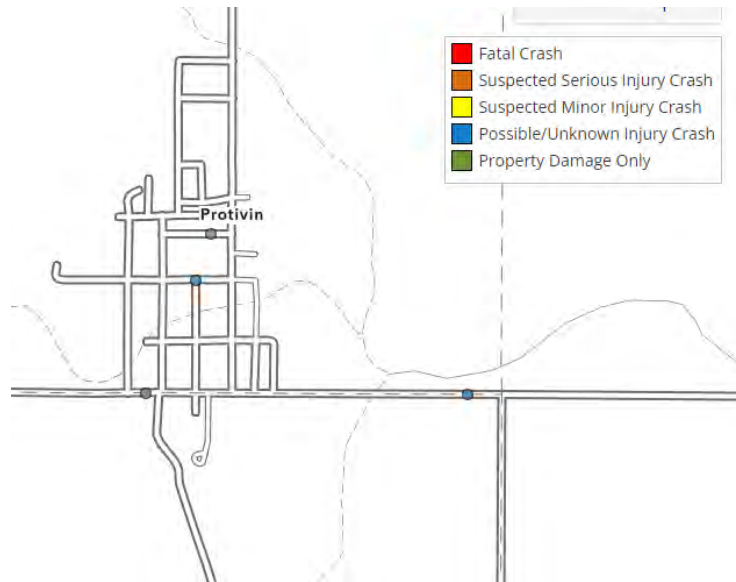 Fatal Crash
Suspected Serious Injury Crash
Suspected Minor Injury Crash
Possible/Unknown Injury Crash
Property Damage Only
Protivin